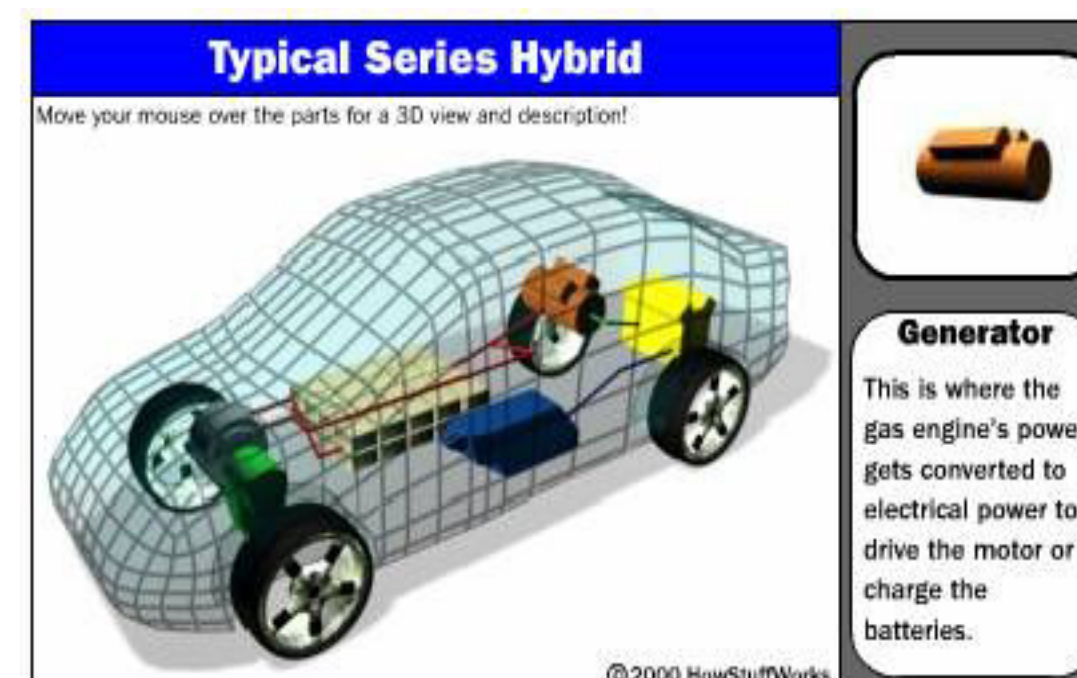 Typical Series Hybrid
Move your mouse over the parts for a 3D view and description!
Generator
This is where the
gas engine's powe
gets converted to
electrical power to
drive the motor or
charge the
batteries.
© 2000 HowStuffWorks